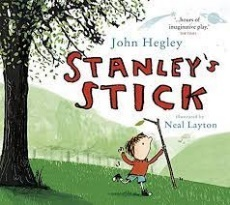 '...hours of
imaginative play,'
John Hegley
STANLEY'S
STICK
illustrated by
Neal Layton